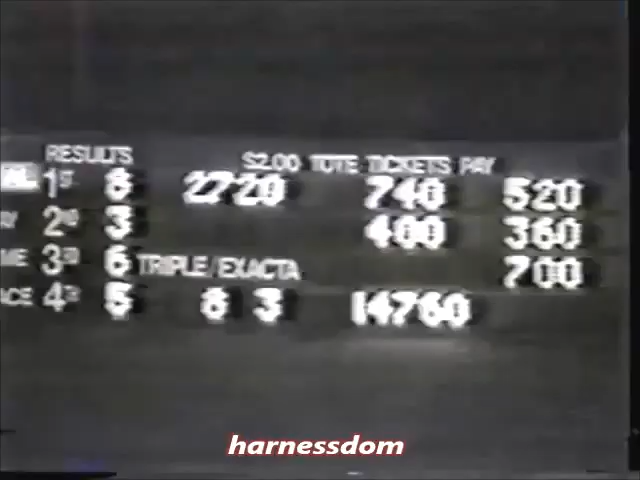 RESULTS
$2.00 TOTE TICKETS PAY
1ST 8 2720 740 520
2ND 3 400 360
3RD 6 TRIPLE/EXACTA 700
4TH 5 8 3 14760
harnessdom